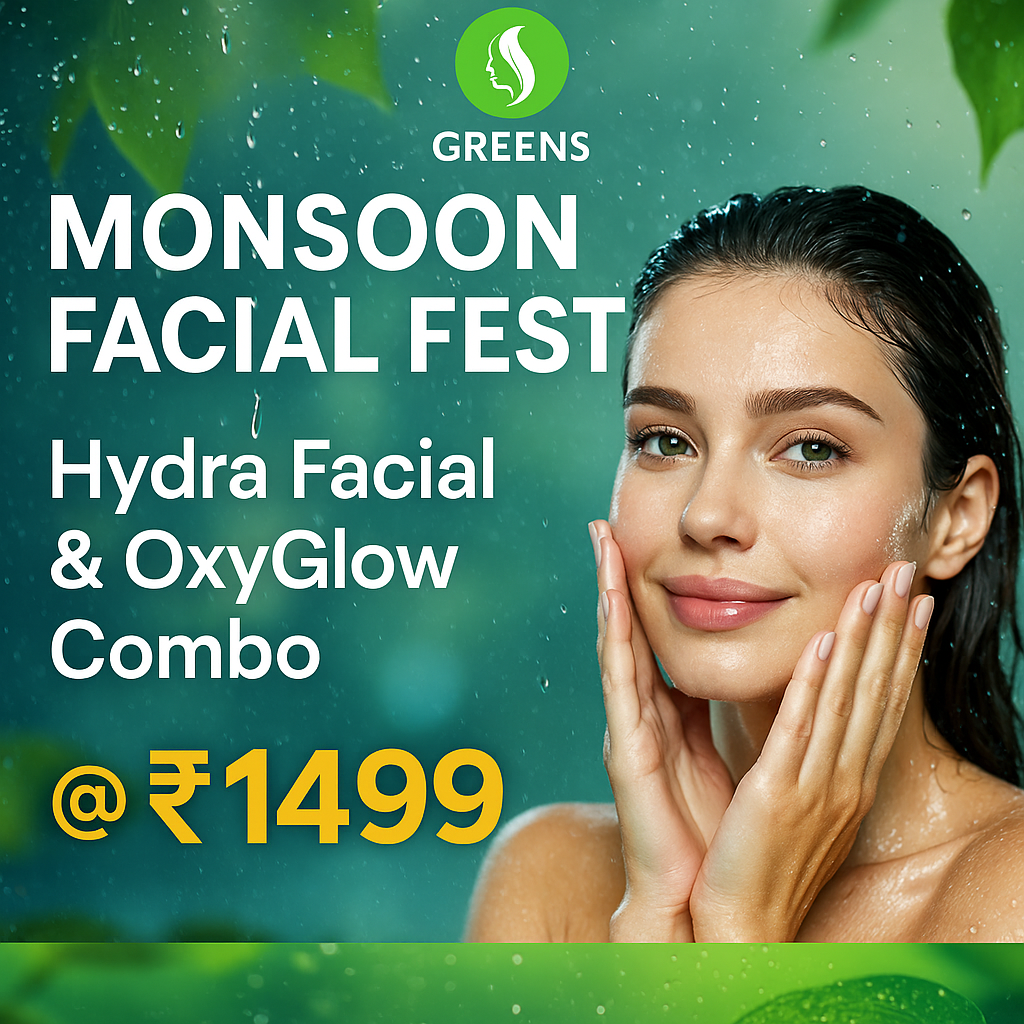 GREENS
MONSOON
FACIAL FEST
Hydra Facial
& OxyGlow
Combo
@ ₹1499